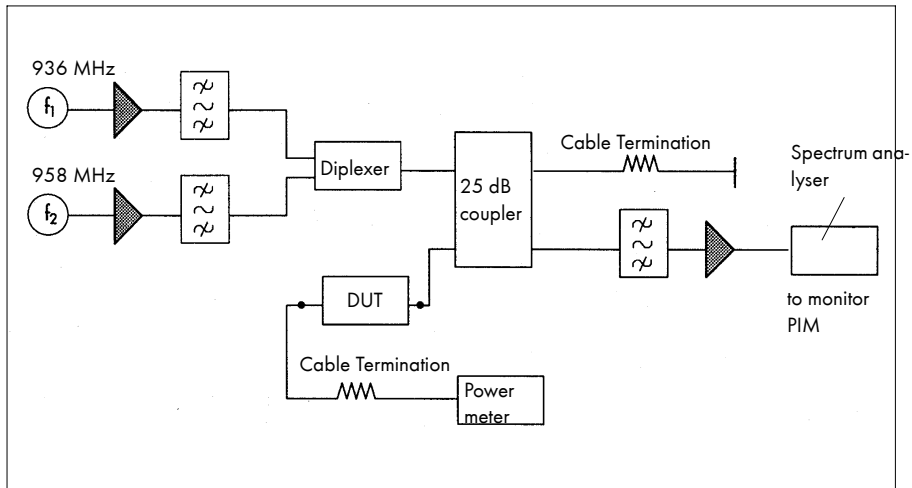 936 MHz
f1
958 MHz
f2
Diplexer
25 dB
coupler
Cable Termination
Spectrum ana-
lyser
to monitor
PIM
DUT
Cable Termination
Power
meter